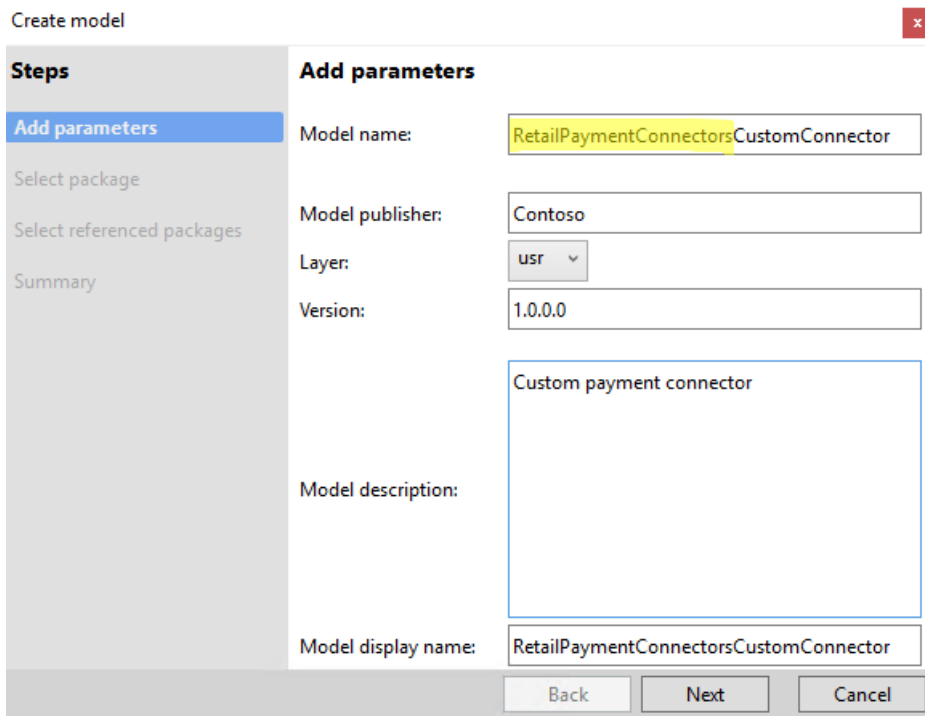 Create model
x
Steps
Add parameters
Select package
Select referenced packages
Summary
Add parameters
Model name:
RetailPaymentConnectorsCustomConnector
Model publisher:
Contoso
Layer:
usr
Version:
1.0.0.0
Model description:
Custom payment connector
Model display name:
RetailPaymentConnectorsCustomConnector
Back
Next
Cancel